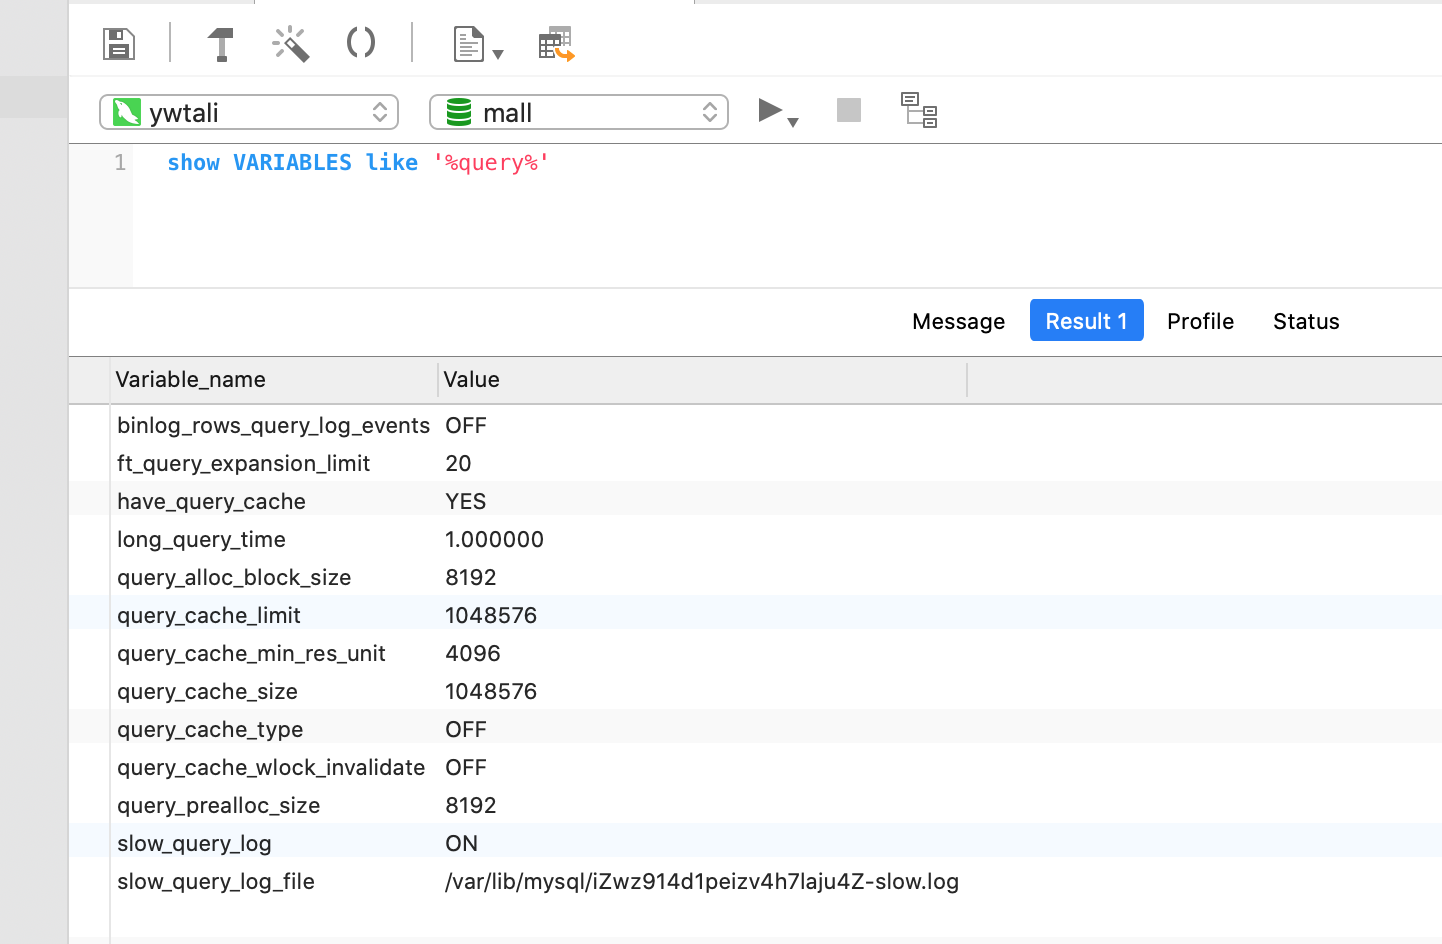 ywtali mall
1 show VARIABLES like '%query%'
Message Result 1 Profile Status
Variable_name Value
binlog_rows_query_log_events OFF
ft_query_expansion_limit 20
have_query_cache YES
long_query_time 1.000000
query_alloc_block_size 8192
query_cache_limit 1048576
query_cache_min_res_unit 4096
query_cache_size 1048576
query_cache_type OFF
query_cache_wlock_invalidate OFF
query_prealloc_size 8192
slow_query_log ON
slow_query_log_file /var/lib/mysql/iZwz914d1peizv4h7laju4Z-slow.log